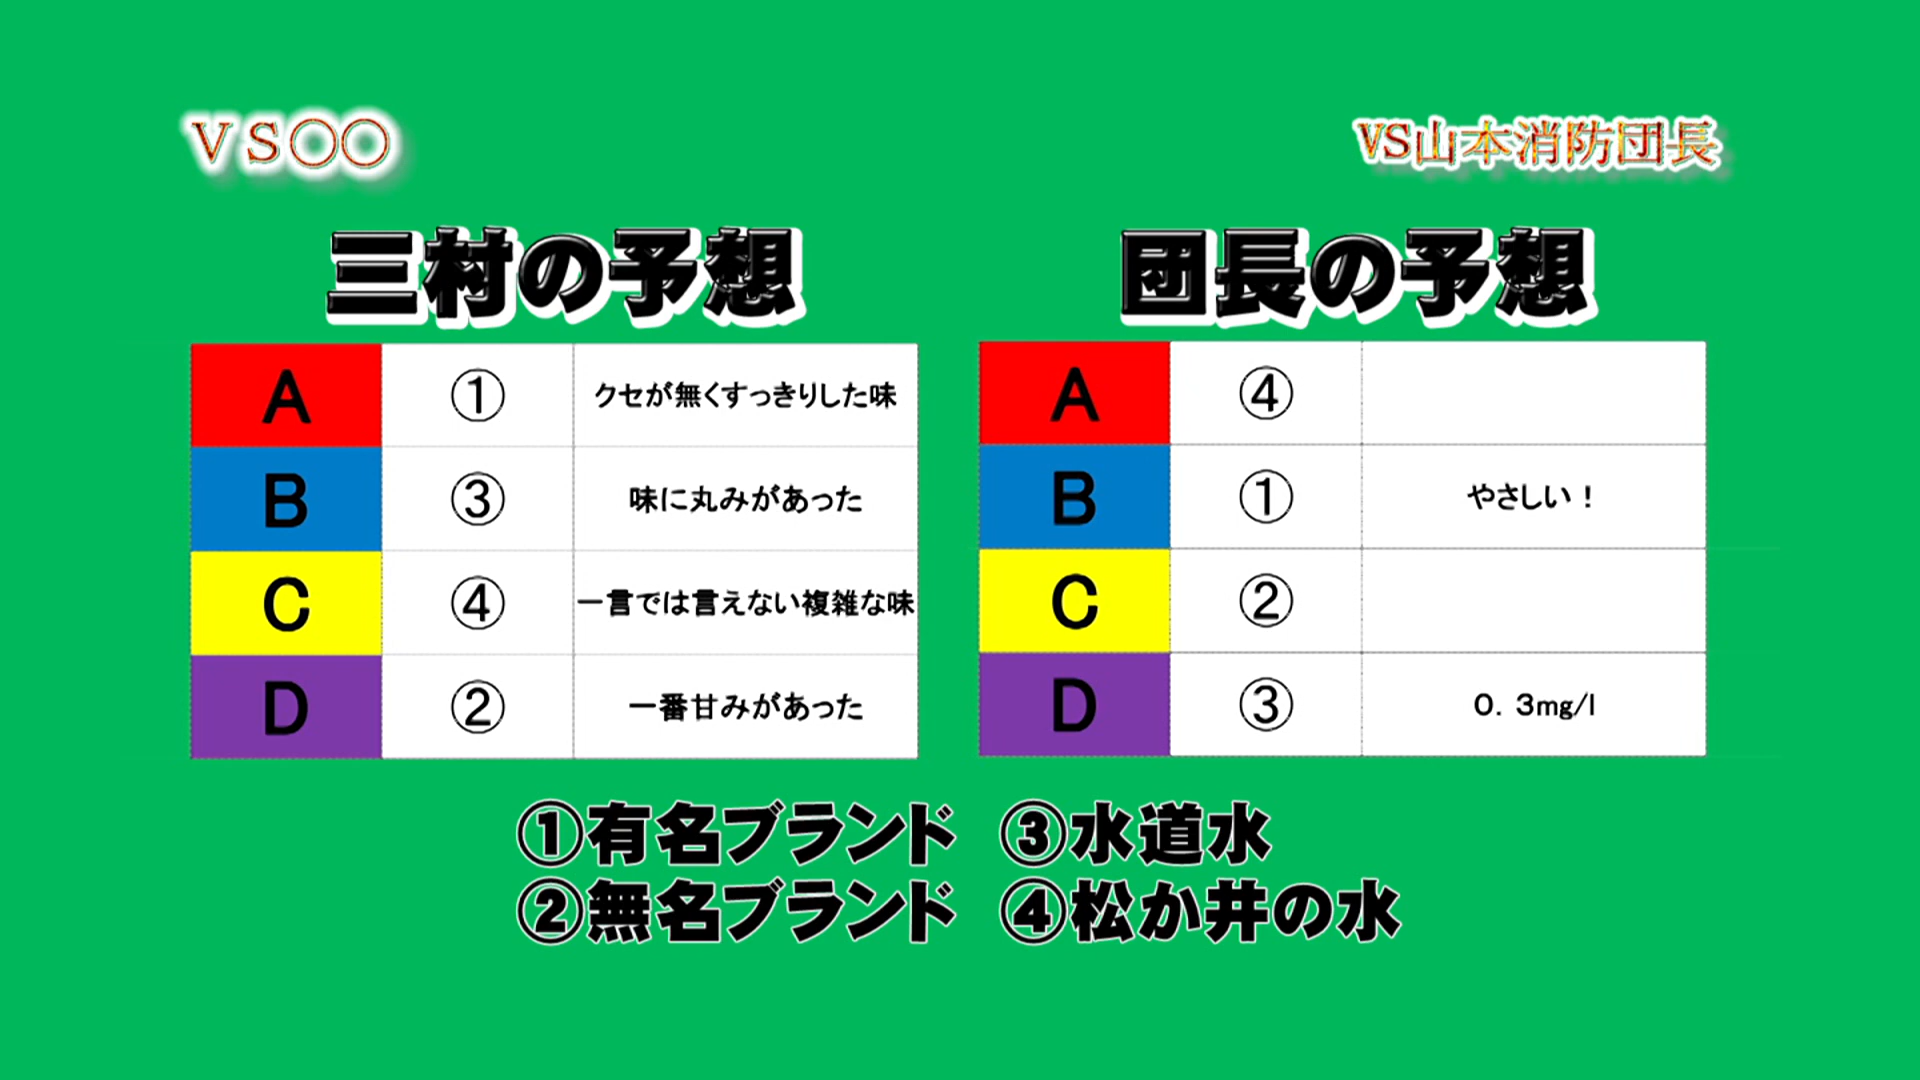 VS〇〇
VS山本消防団長
三村の予想
A ① クセが無くすっきりした味
B ③ 味に丸みがあった
C ④ 一言では言えない複雑な味
D ② 一番甘みがあった
団長の予想
A ④
B ① やさしい！
C ②
D ③ 0．3mg/l
①有名ブランド ③水道水
②無名ブランド ④松か井の水